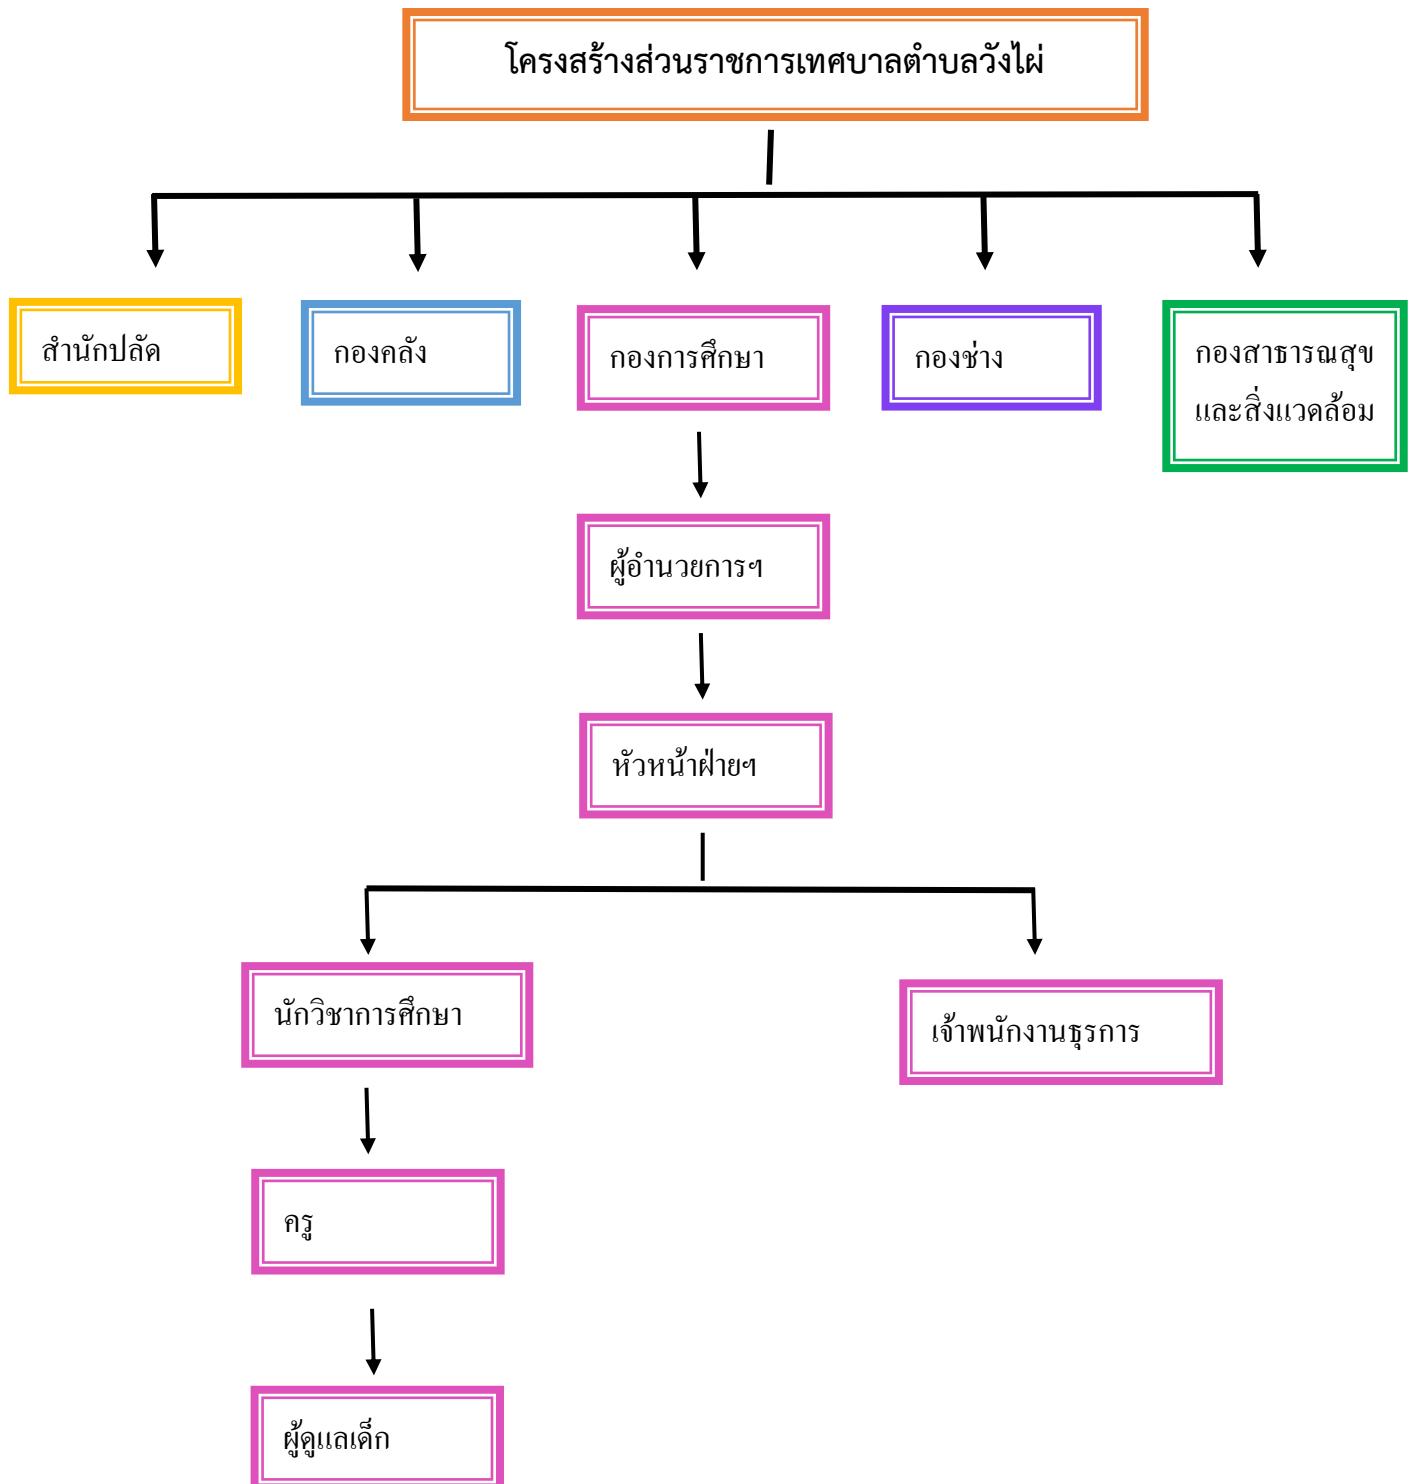 โครงสร้างส่วนราชการเทศบาลตำบลวังไผ่
สำนักปลัด
กองคลัง
กองการศึกษา
กองช่าง
กองสาธารณสุข
และสิ่งแวดล้อม
ผู้อำนวยการฯ
หัวหน้าฝ่ายฯ
นักวิชาการศึกษา
เจ้าพนักงานธุรการ
ครู
ผู้ดูแลเด็ก